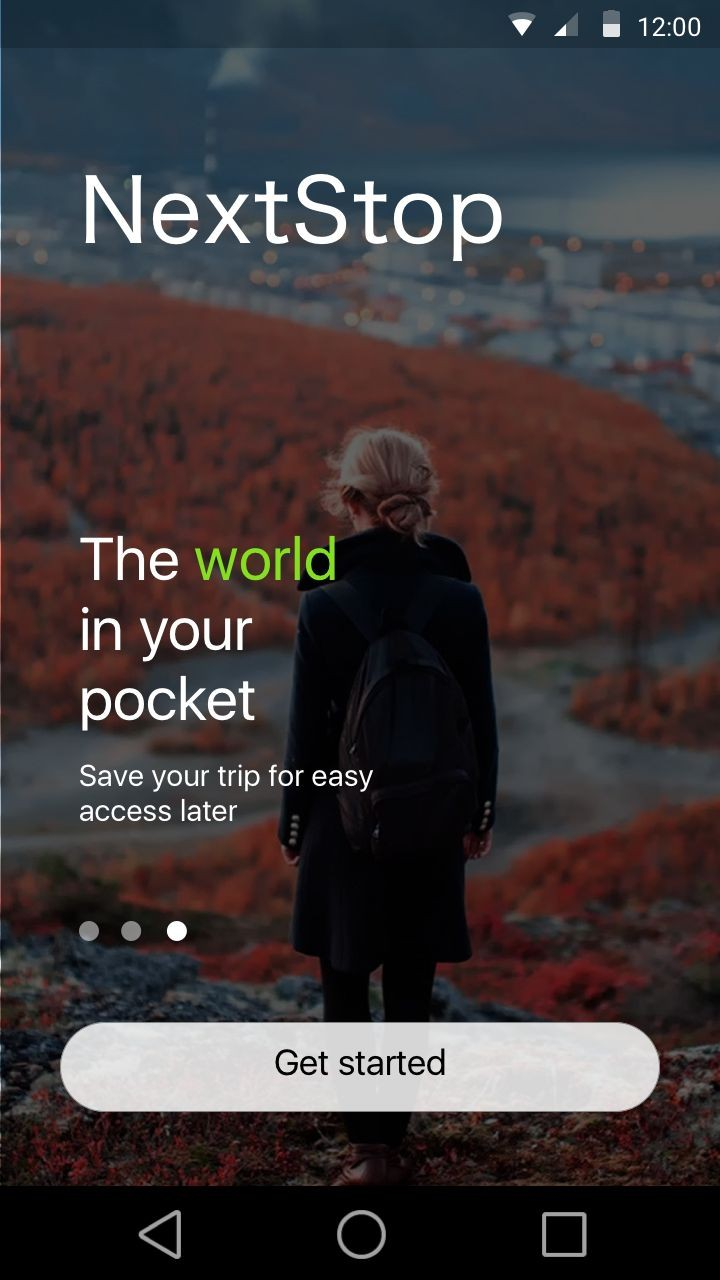 12:00
NextStop
The world
in your
pocket
Save your trip for easy
access later
Get started